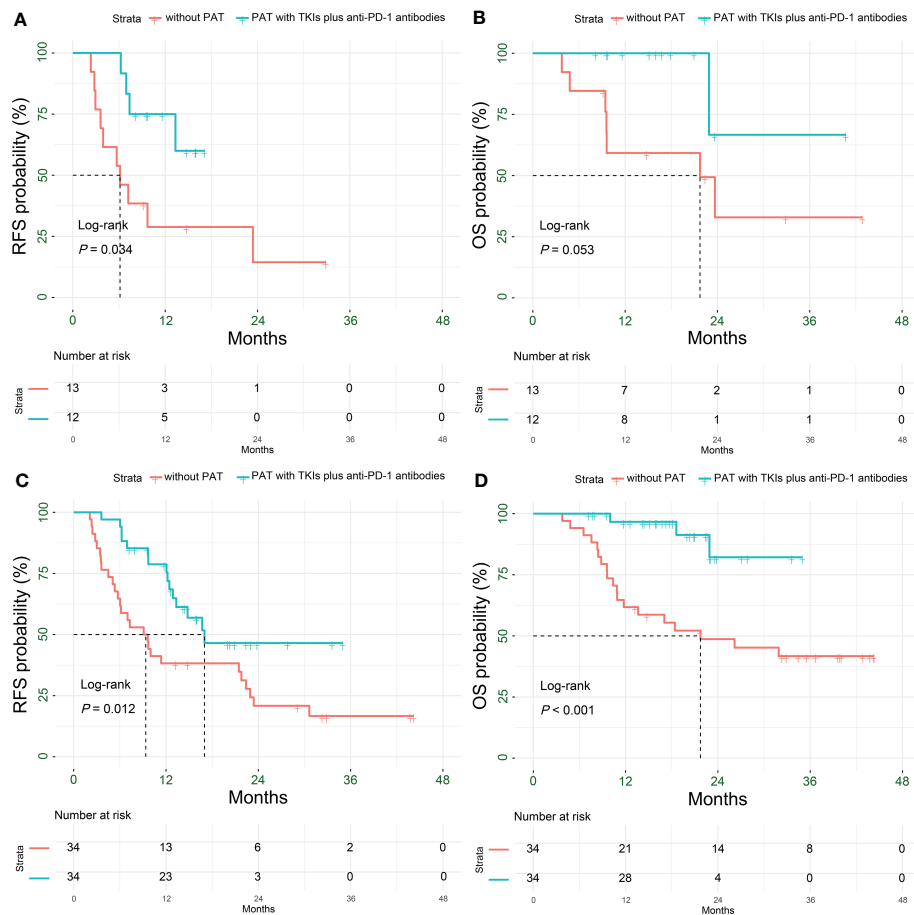 A
Strata without PAT PAT with TKIs plus anti-PD-1 antibodies
RFS probability (%)
100
75
50
25
0
Log-rank
P = 0.034
0 12 24 36 48
Months
Number at risk
Strata
13 3 1 0 0
12 5 0 0 0
0 12 24 36 48
Months
B
Strata without PAT PAT with TKIs plus anti-PD-1 antibodies
OS probability (%)
100
75
50
25
0
Log-rank
P = 0.053
0 12 24 36 48
Months
Number at risk
Strata
13 7 2 1 0
12 8 1 1 0
0 12 24 36 48
Months
C
Strata without PAT PAT with TKIs plus anti-PD-1 antibodies
RFS probability (%)
100
75
50
25
0
Log-rank
P = 0.012
0 12 24 36 48
Months
Number at risk
Strata
34 13 6 2 0
34 23 3 0 0
0 12 24 36 48
Months
D
Strata without PAT PAT with TKIs plus anti-PD-1 antibodies
OS probability (%)
100
75
50
25
0
Log-rank
P < 0.001
0 12 24 36 48
Months
Number at risk
Strata
34 21 14 8 0
34 28 4 0 0
0 12 24 36 48
Months